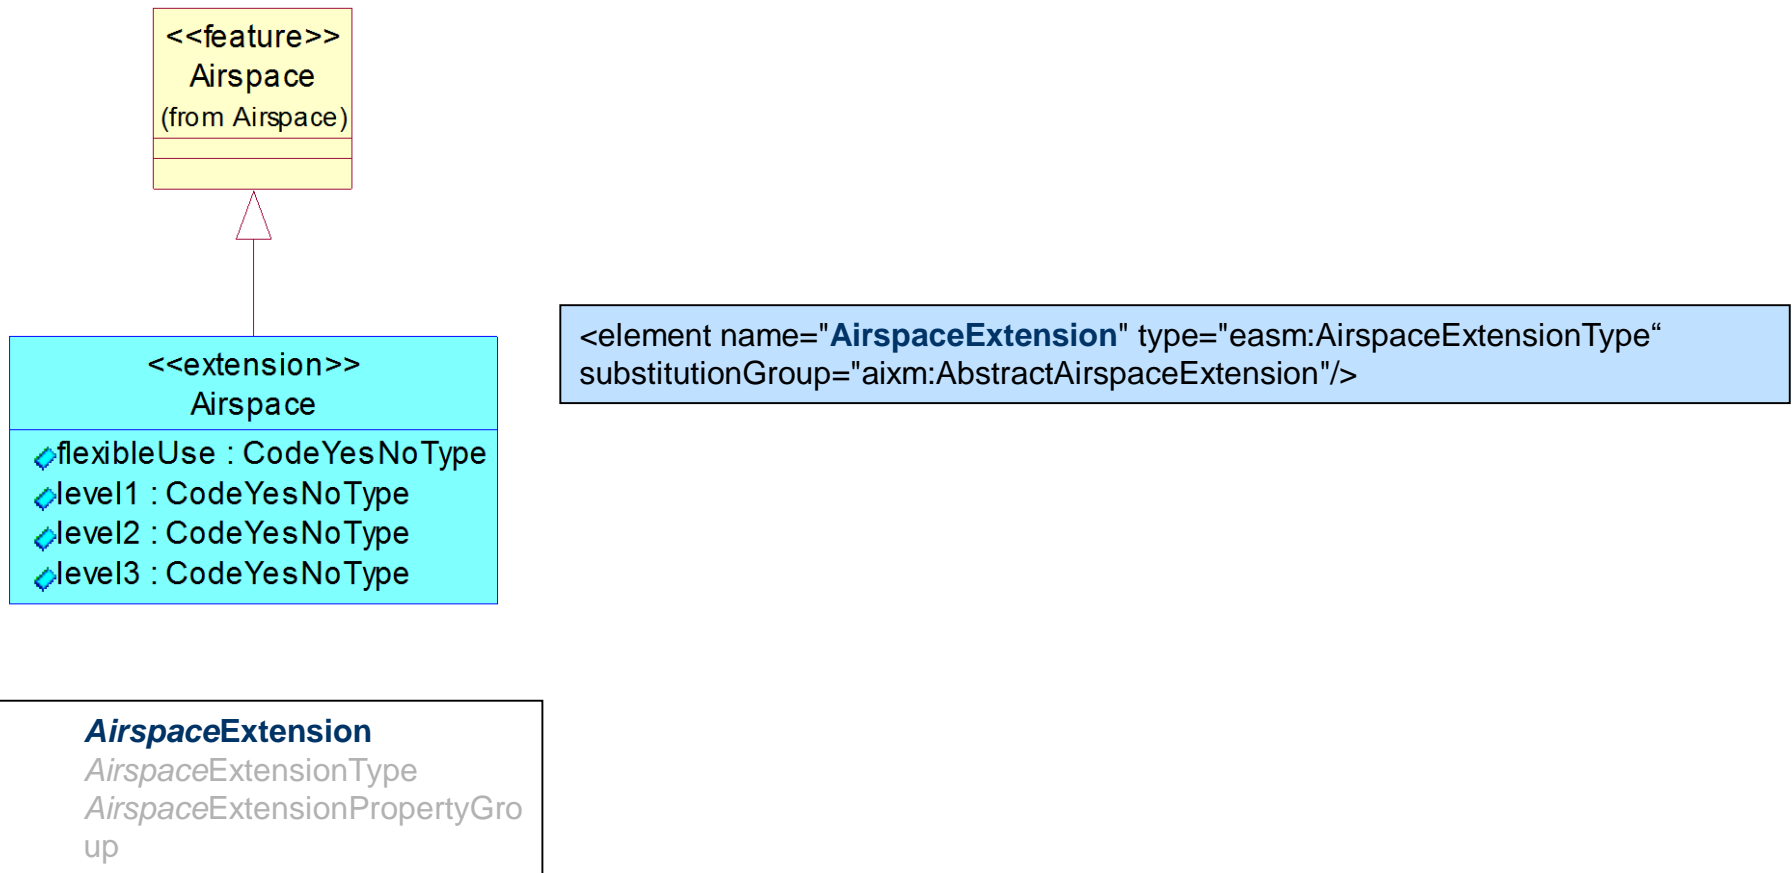 <<feature>>
Airspace
(from Airspace)
<<extension>>
Airspace
flexibleUse : CodeYesNoType
level1 : CodeYesNoType
level2 : CodeYesNoType
level3 : CodeYesNoType
<element name="AirspaceExtension" type="easm:AirspaceExtensionType“
substitutionGroup="aixm:AbstractAirspaceExtension"/>
AirspaceExtension
AirspaceExtensionType
AirspaceExtensionPropertyGro
up